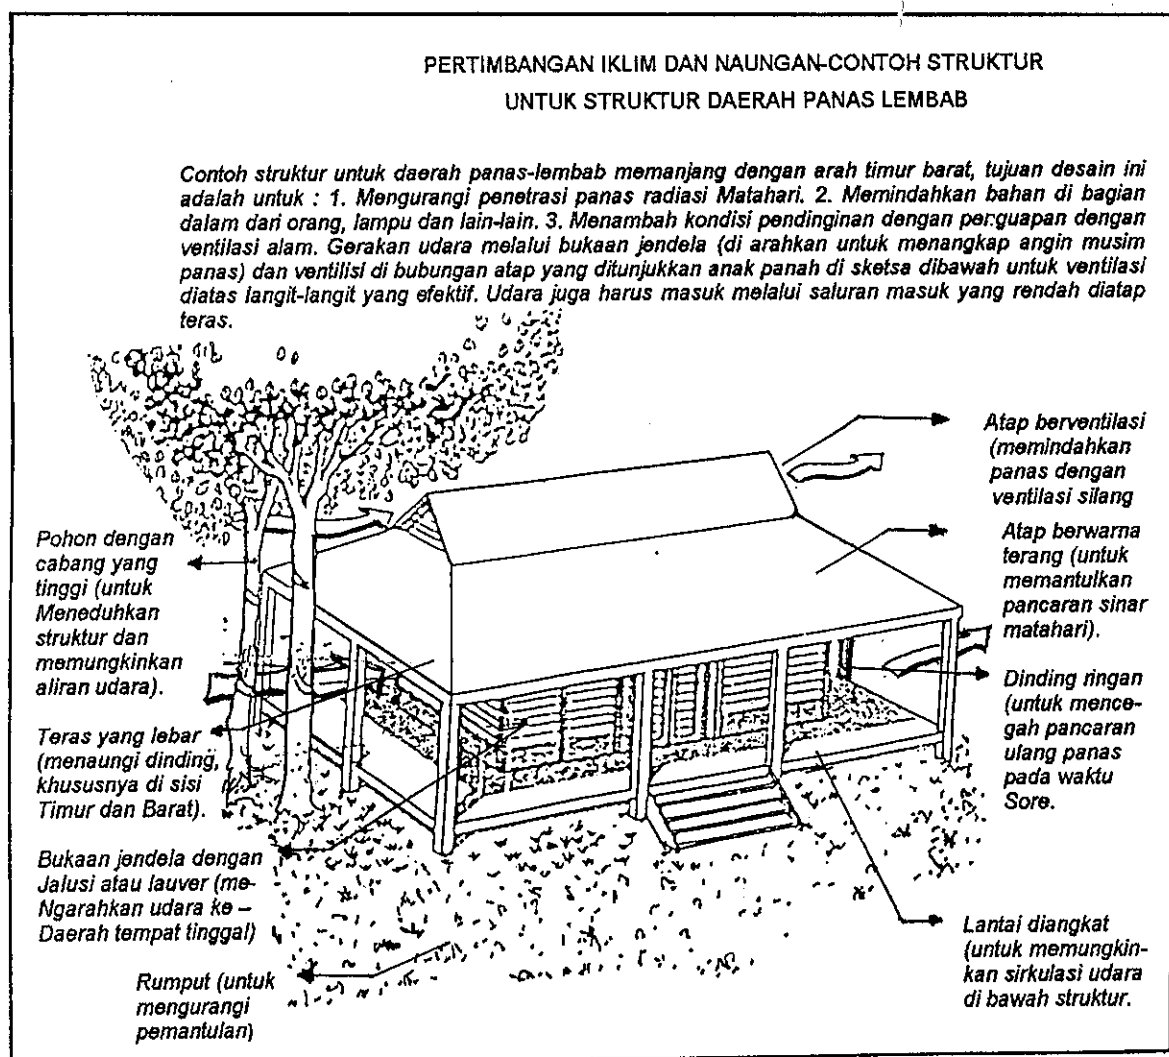 PERTIMBANGAN IKLIM DAN NAUNGAN-CONTOH STRUKTUR
UNTUK STRUKTUR DAERAH PANAS LEMBAB
Contoh struktur untuk daerah panas-lembab memanjang dengan arah timur barat, tujuan desain ini
adalah untuk : 1. Mengurangi penetrasi panas radiasi Matahari. 2. Memindahkan bahan di bagian
dalam dari orang, lampu dan lain-lain. 3. Menambah kondisi pendinginan dengan penguapan dengan
ventilasi alam. Gerakan udara melalui bukaan jendela (di arahkan untuk menangkap angin musim
panas) dan ventilisi di bubungan atap yang ditunjukkan anak panah di sketsa dibawah untuk ventilasi
diatas langit-langit yang efektif. Udara juga harus masuk melalui saluran masuk yang rendah diatap
teras.
Pohon dengan
cabang yang
tinggi (untuk
Meneduhkan
struktur dan
memungkinkan
aliran udara).
Teras yang lebar
(menaungi dinding,
khususnya di sisi
Timur dan Barat).
Bukaan jendela dengan
Jalusi atau lauver (me-
Ngarahkan udara ke –
Daerah tempat tinggal)
Rumput (untuk
mengurangi
pemantulan)
Atap berventilasi
(memindahkan
panas dengan
ventilasi silang
Atap berwarna
terang (untuk
memantulkan
pancaran sinar
matahari).
Dinding ringan
(untuk mence-
gah pancaran
ulang panas
pada waktu
Sore.
Lantai diangkat
(untuk memungkin-
kan sirkulasi udara
di bawah struktur.